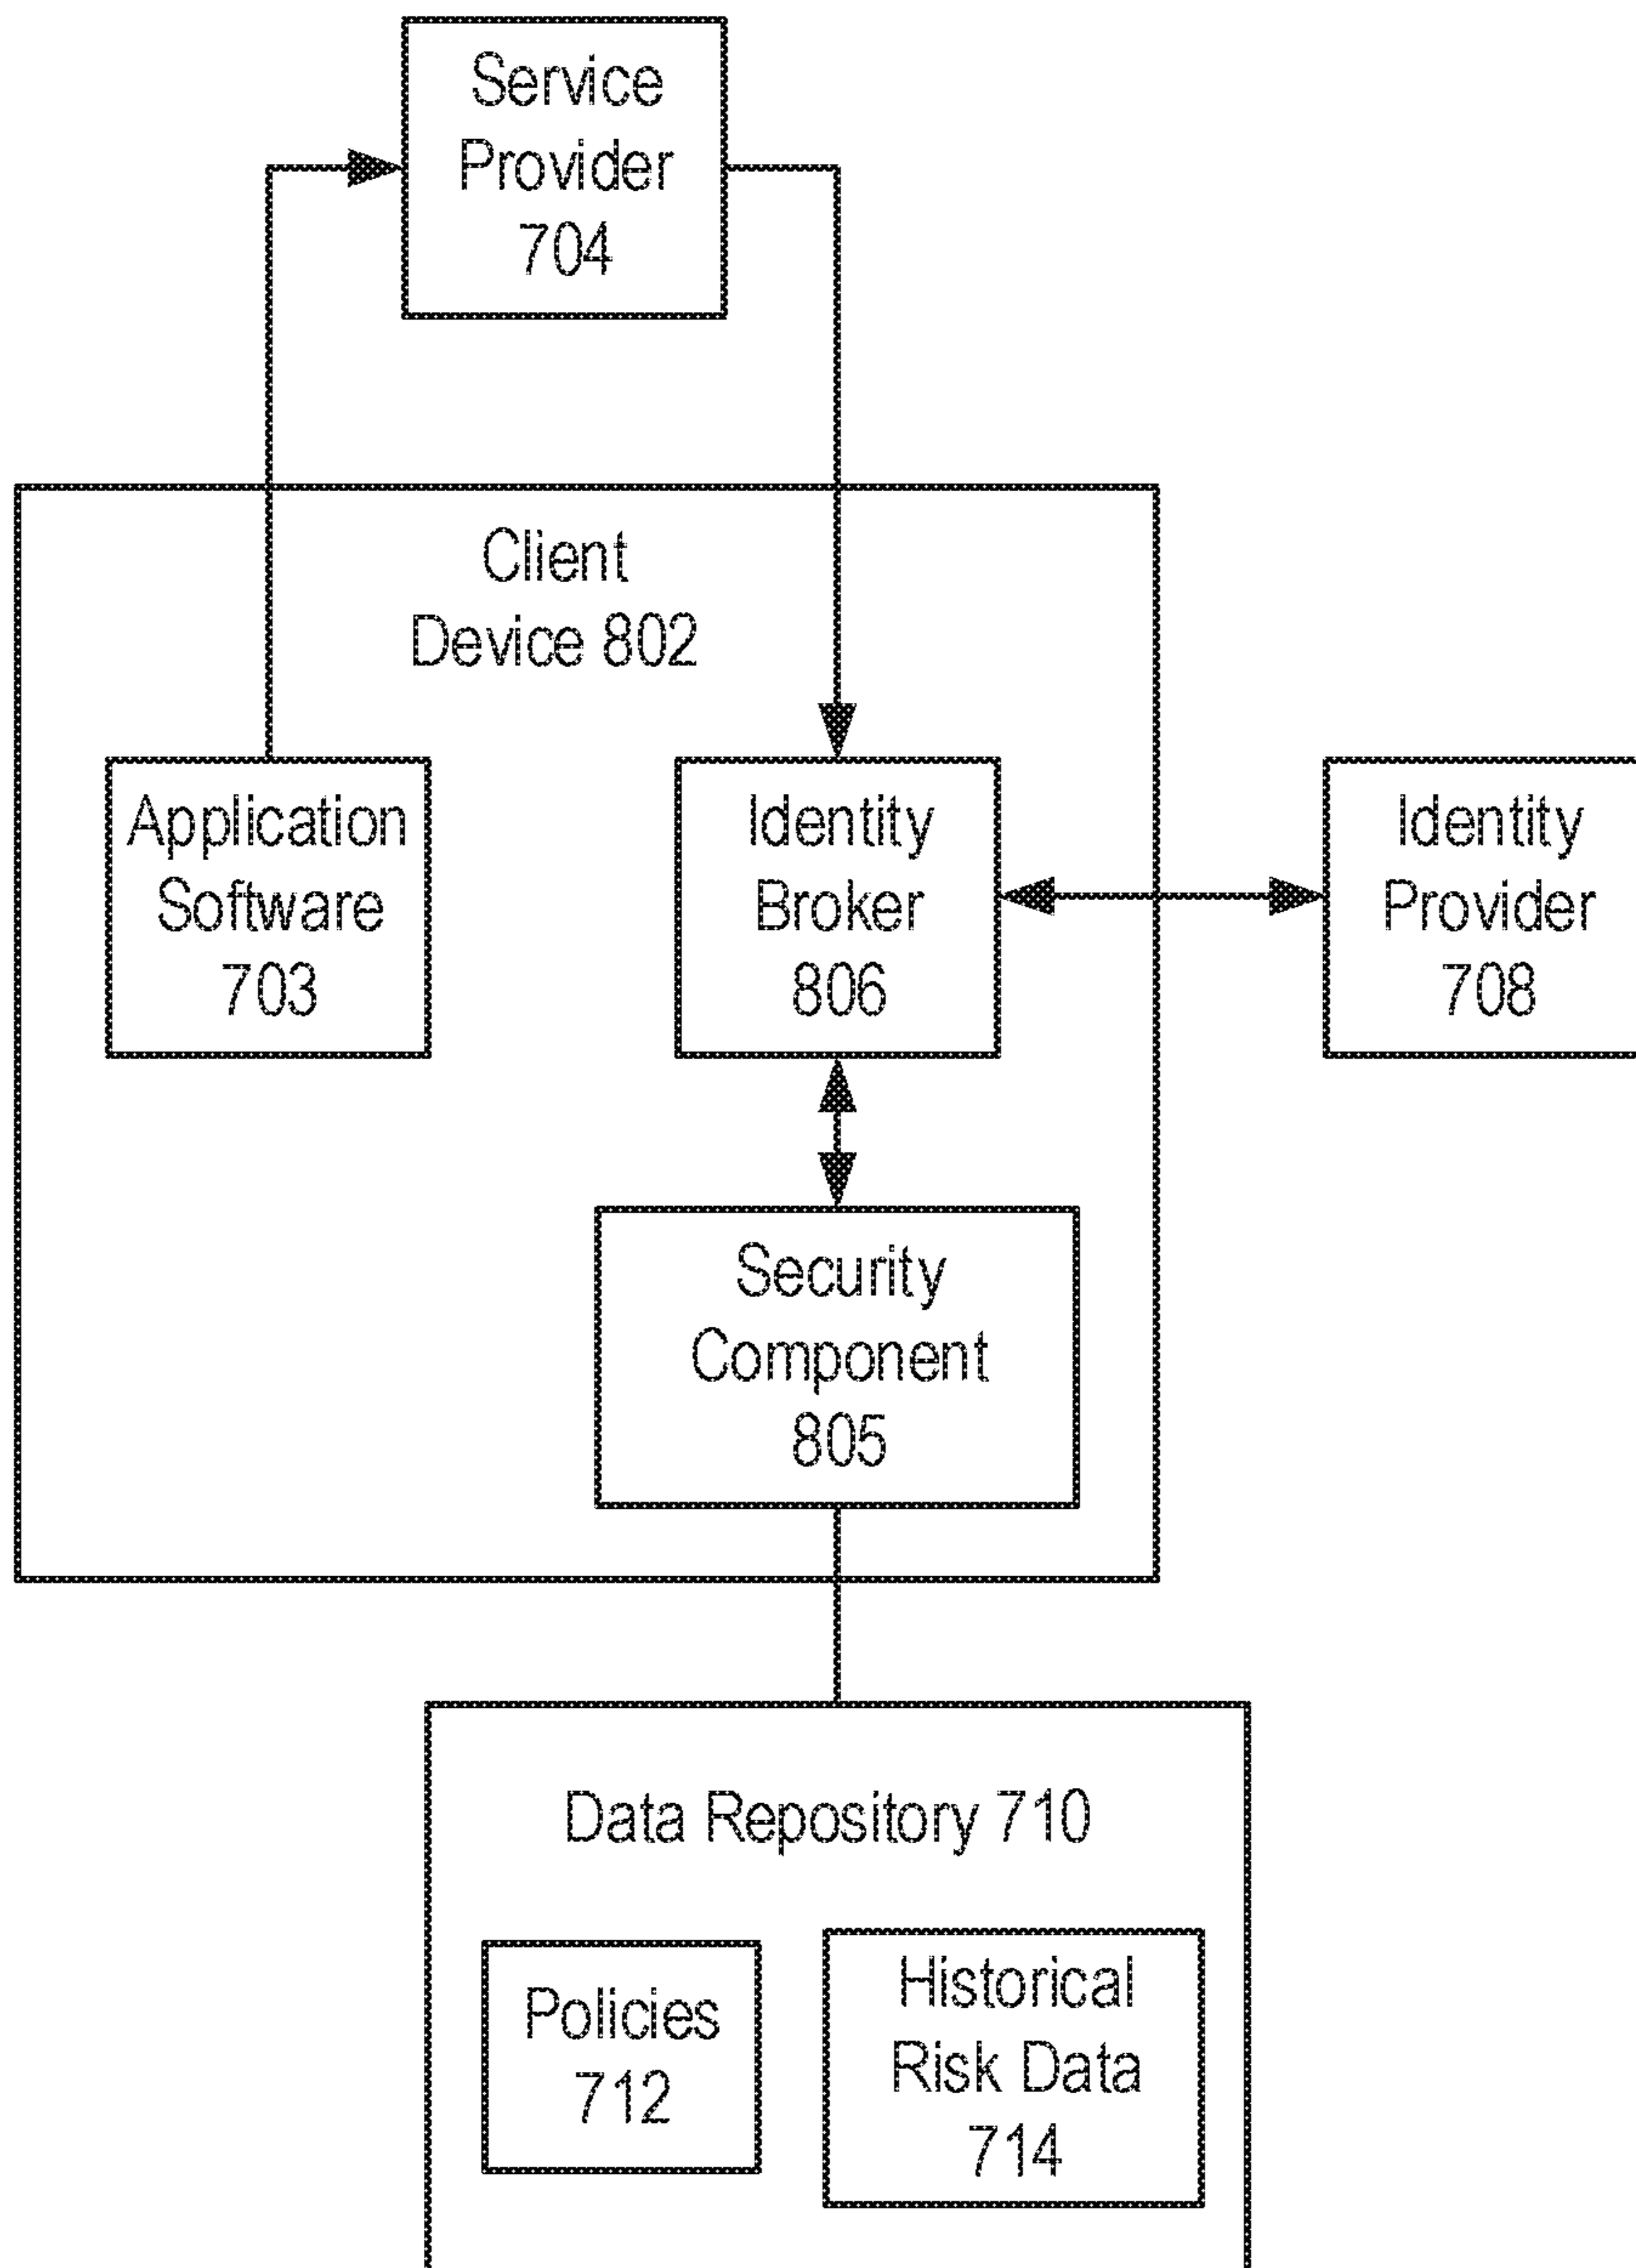 Service
Provider
704
Client
Device 802
Application
Software
703
Identity
Broker
806
Identity
Provider
708
Security
Component
805
Data Repository 710
Policies
712
Historical
Risk Data
714